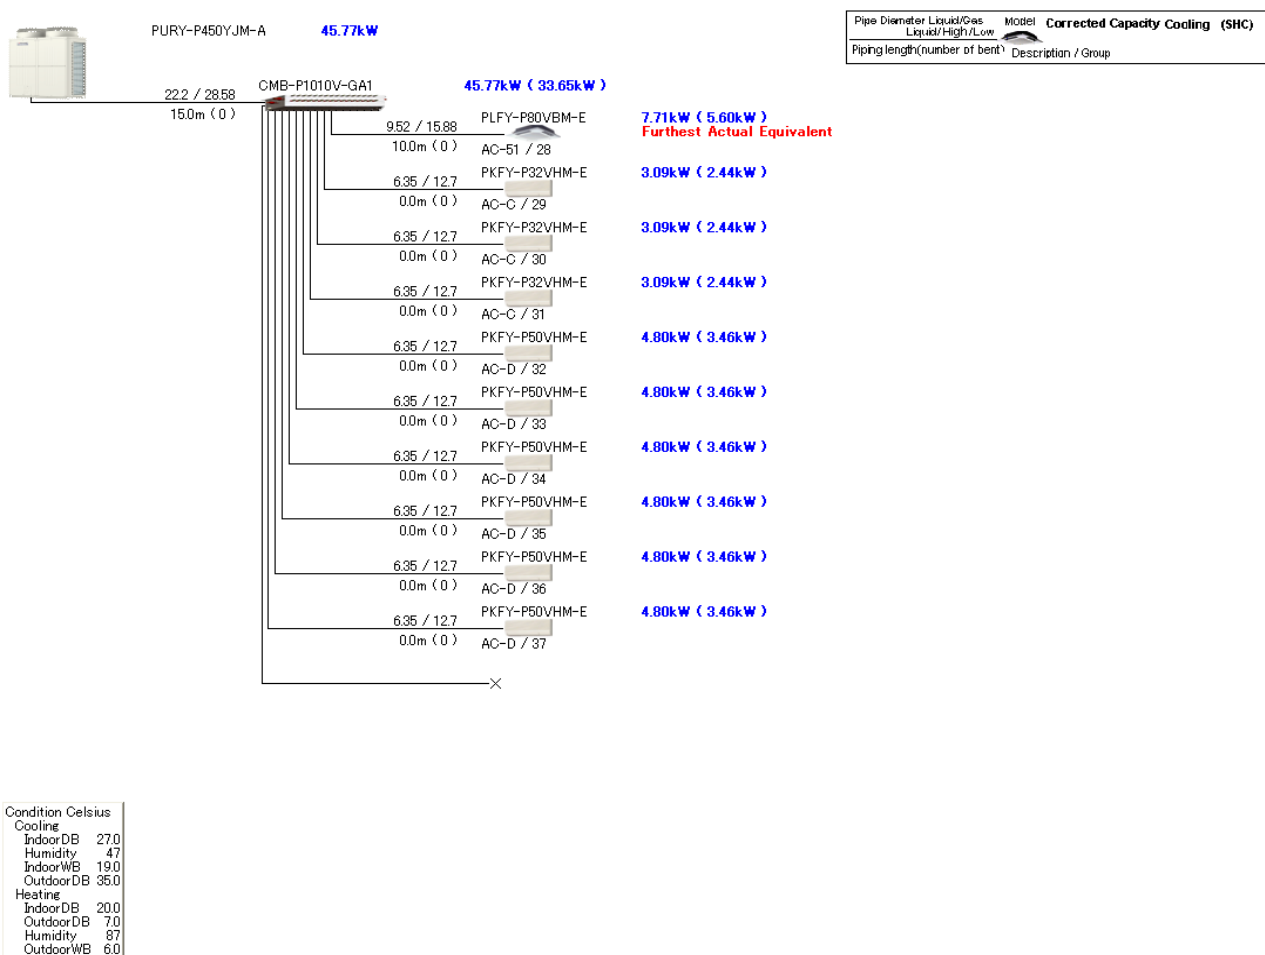 PURY-P450YJM-A 45.77kW
Pipe Diameter Liquid/Gas Model Corrected Capacity Cooling (SHC)
Liquid/High/Low
Piping length(number of bent) Description / Group
CMB-P1010V-GA1 45.77kW ( 33.65kW )
22.2 / 28.58
15.0m ( 0 )
PLFY-P80VBM-E 7.71kW ( 5.60kW )
9.52 / 15.88 Furthest Actual Equivalent
10.0m ( 0 ) AC-51 / 28
PKFY-P32VHM-E 3.09kW ( 2.44kW )
6.35 / 12.7
0.0m ( 0 ) AC-C / 29
PKFY-P32VHM-E 3.09kW ( 2.44kW )
6.35 / 12.7
0.0m ( 0 ) AC-C / 30
PKFY-P32VHM-E 3.09kW ( 2.44kW )
6.35 / 12.7
0.0m ( 0 ) AC-C / 31
PKFY-P50VHM-E 4.80kW ( 3.46kW )
6.35 / 12.7
0.0m ( 0 ) AC-D / 32
PKFY-P50VHM-E 4.80kW ( 3.46kW )
6.35 / 12.7
0.0m ( 0 ) AC-D / 33
PKFY-P50VHM-E 4.80kW ( 3.46kW )
6.35 / 12.7
0.0m ( 0 ) AC-D / 34
PKFY-P50VHM-E 4.80kW ( 3.46kW )
6.35 / 12.7
0.0m ( 0 ) AC-D / 35
PKFY-P50VHM-E 4.80kW ( 3.46kW )
6.35 / 12.7
0.0m ( 0 ) AC-D / 36
PKFY-P50VHM-E 4.80kW ( 3.46kW )
6.35 / 12.7
0.0m ( 0 ) AC-D / 37
Condition Celsius
Cooling
IndoorDB 27.0
Humidity 47
IndoorWB 19.0
OutdoorDB 35.0
Heating
IndoorDB 20.0
OutdoorDB 7.0
Humidity 87
OutdoorWB 6.0